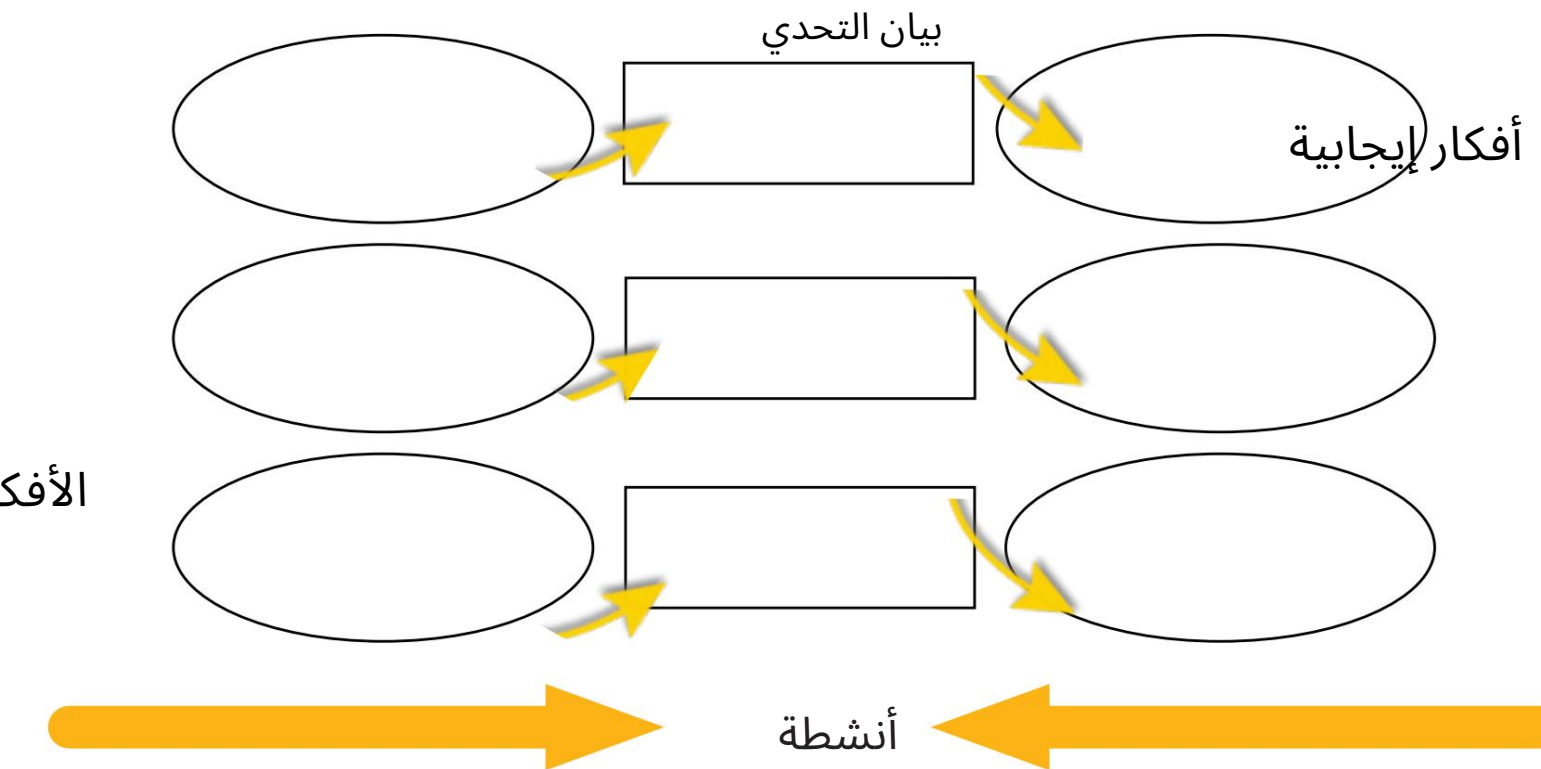 بيان التحدي
أفكار إيجابية
أنشطة